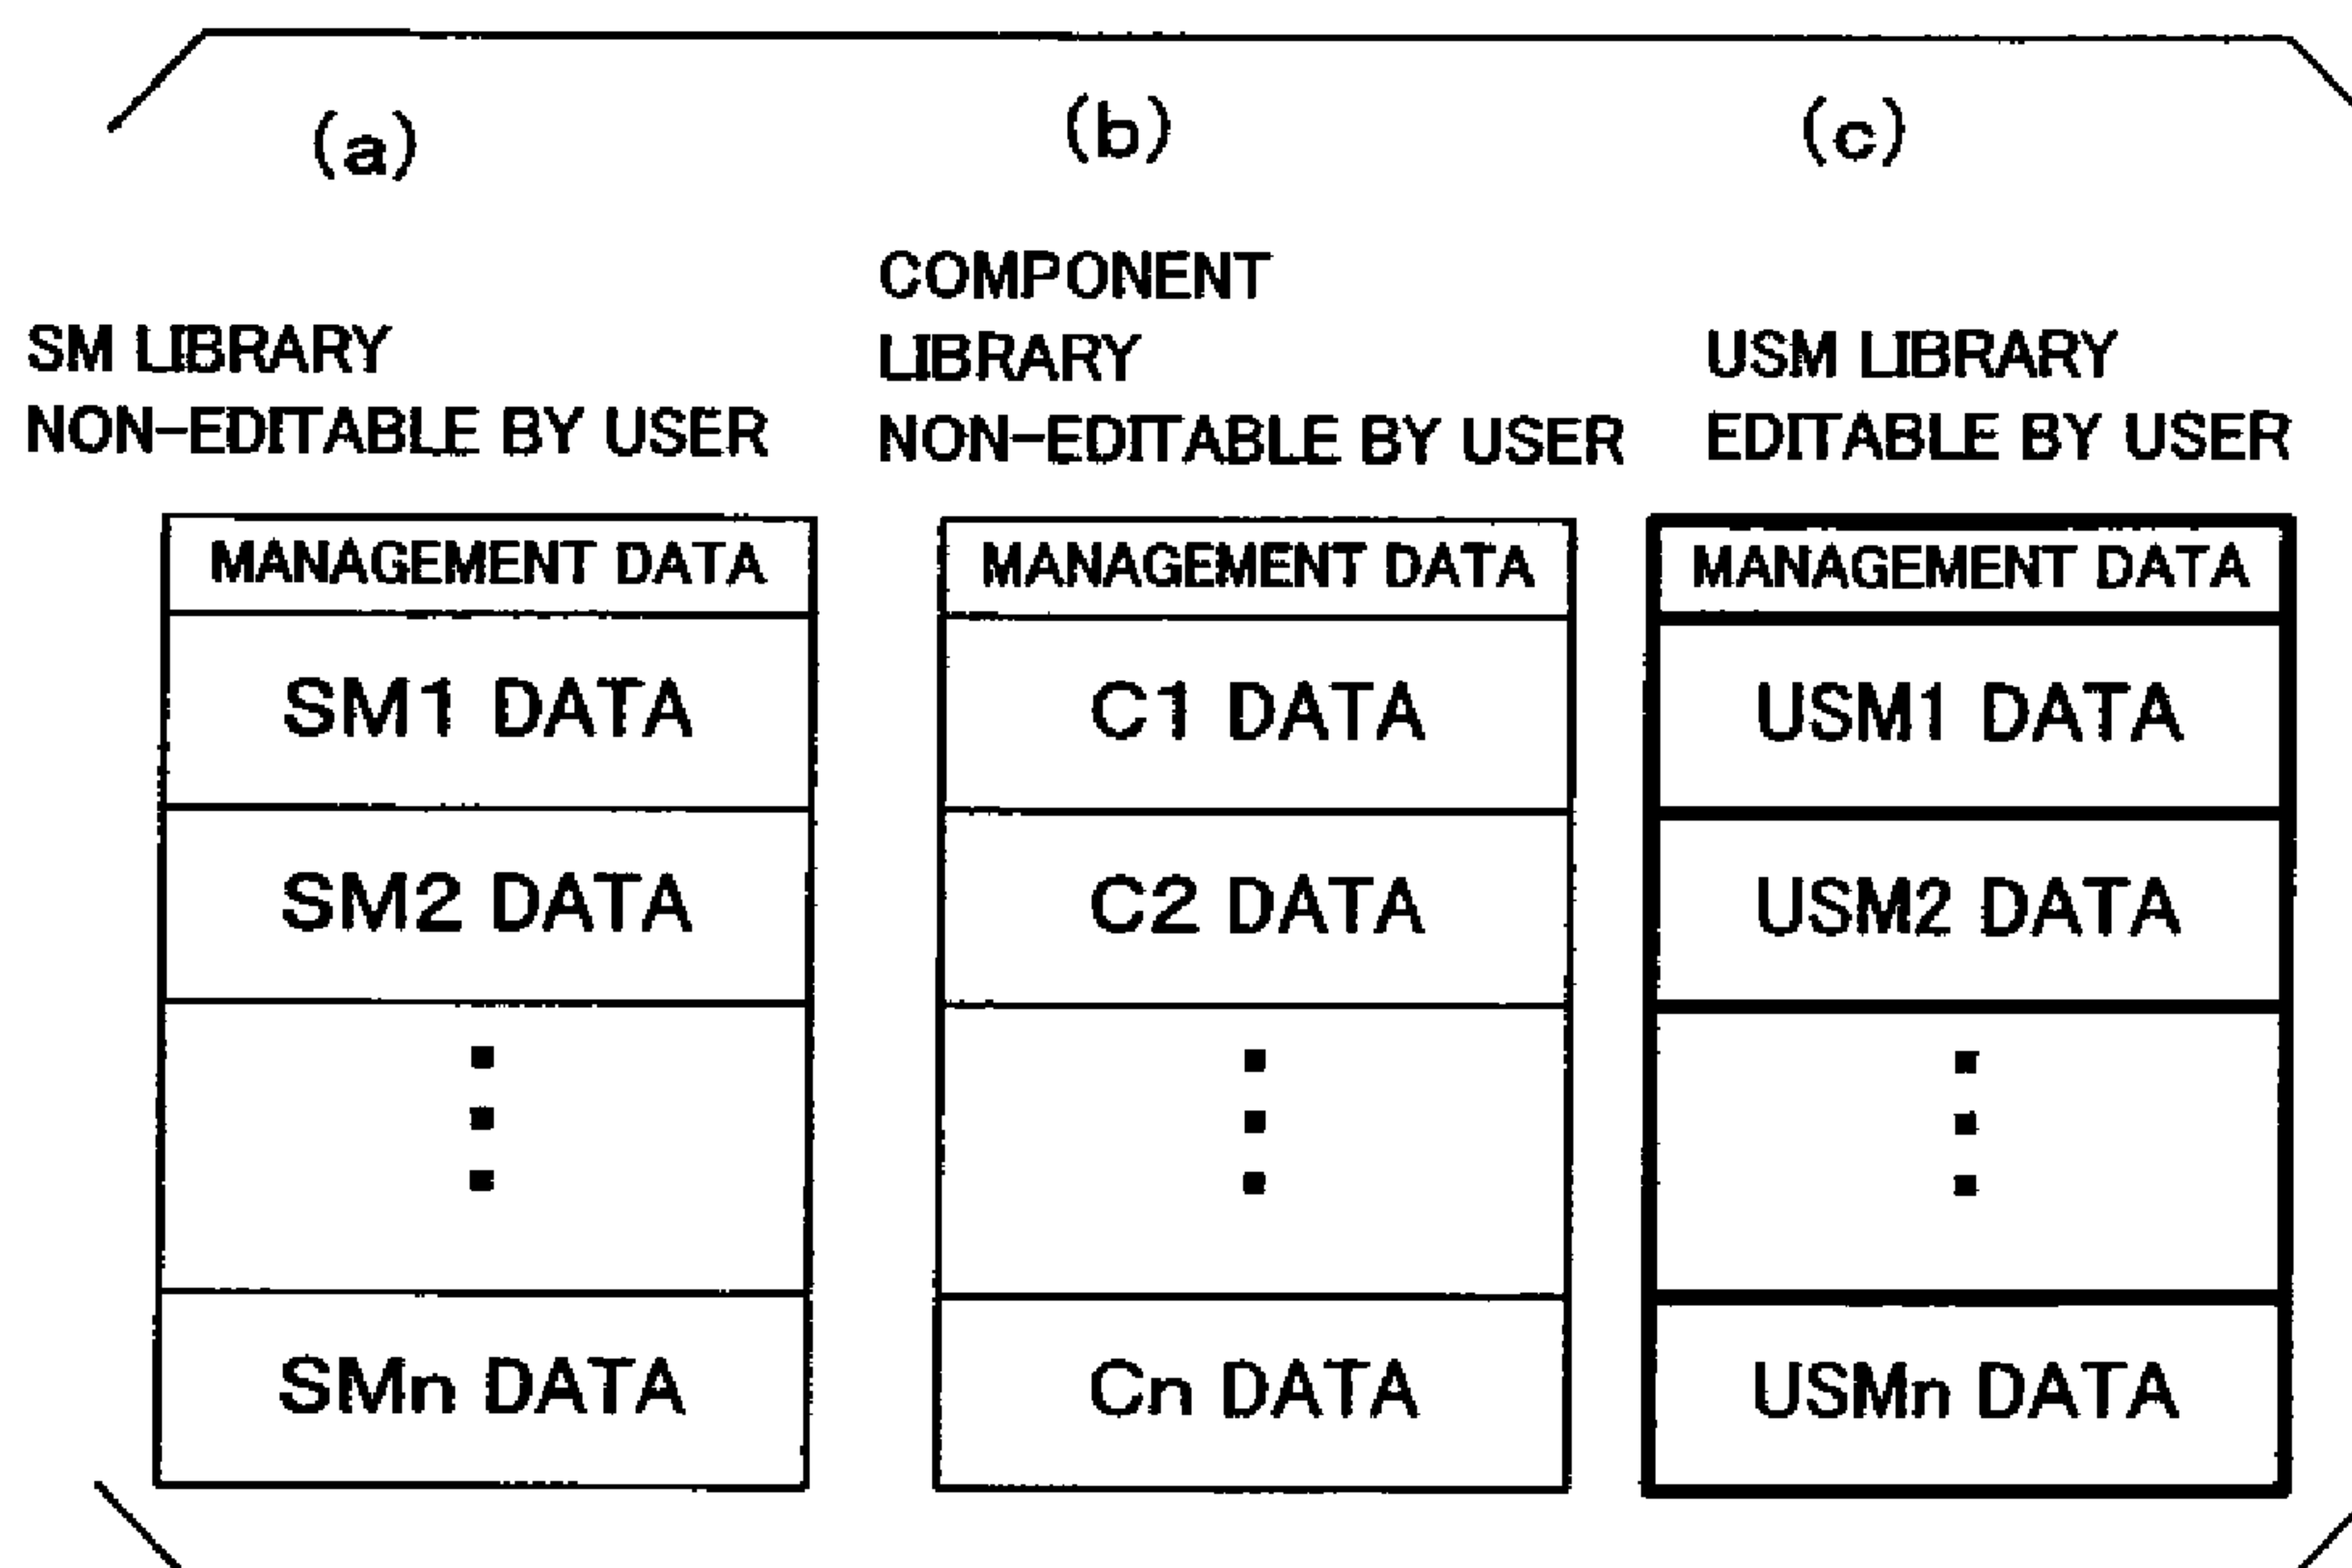 (a)
SM LIBRARY
NON-EDITABLE BY USER
MANAGEMENT DATA
SM1 DATA
SM2 DATA
SMn DATA
(b)
COMPONENT
LIBRARY
NON-EDITABLE BY USER
MANAGEMENT DATA
C1 DATA
C2 DATA
Cn DATA
(c)
USM LIBRARY
EDITABLE BY USER
MANAGEMENT DATA
USM1 DATA
USM2 DATA
USMn DATA